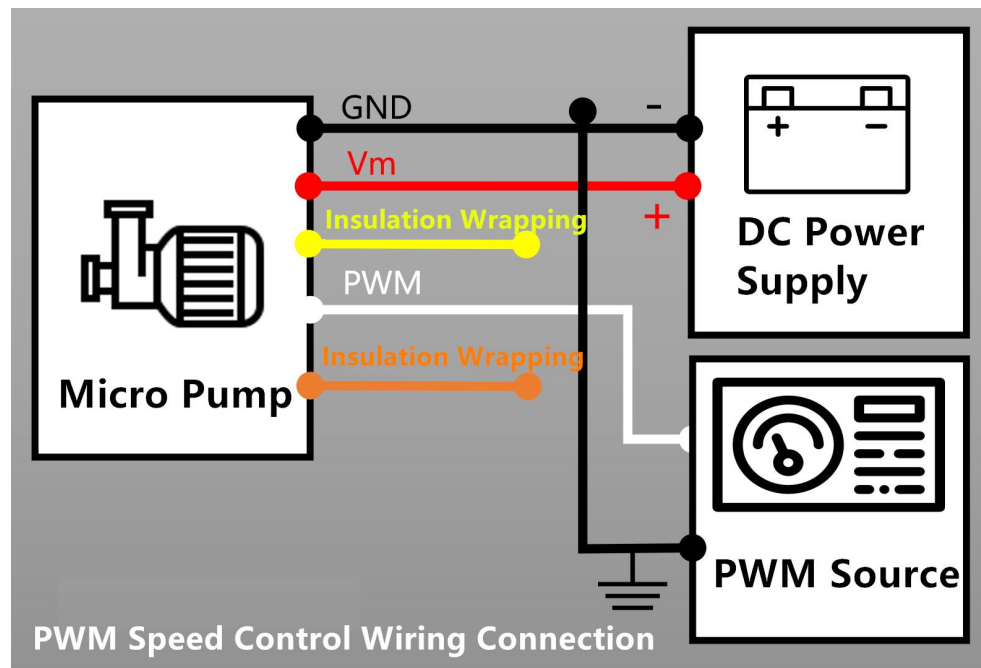 GND
-
Vm
+
Insulation Wrapping
PWM
Insulation Wrapping
Micro Pump
+ -
DC Power
Supply
PWM Source
PWM Speed Control Wiring Connection